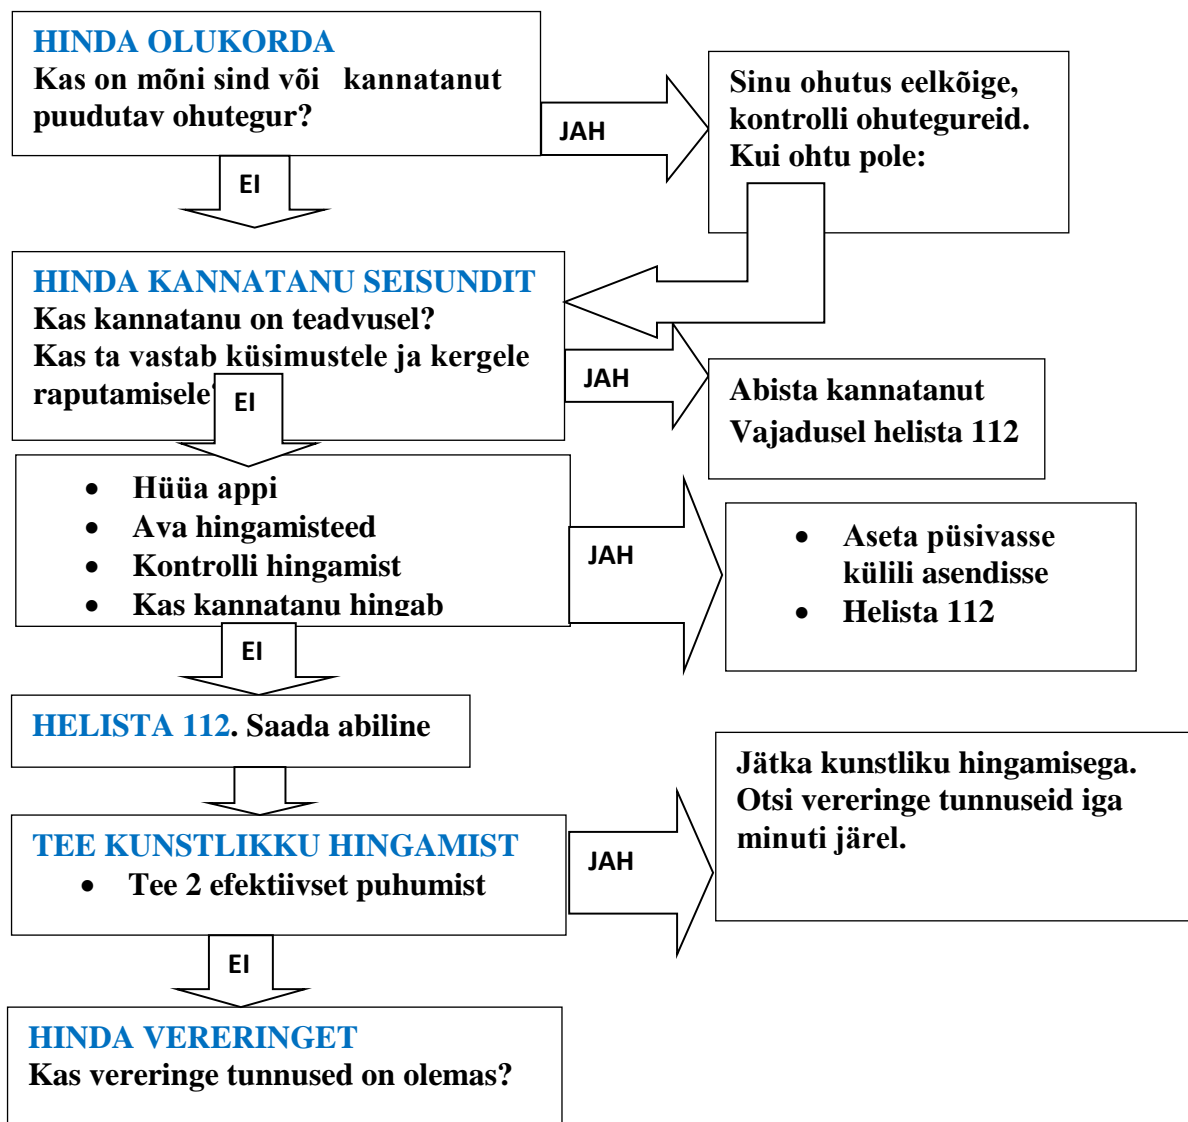 HINDA OLUKORDA
Kas on mõni sind või kannatanut
puudutav ohutegur?
JAH
Sinu ohutus eelkõige,
kontrolli ohutegureid.
Kui ohtu pole:
EI
HINDA KANNATANU SEISUNDIT
Kas kannatanu on teadvusel?
Kas ta vastab küsimustele ja kergele
raputamisele?
JAH
Abista kannatanut
Vajadusel helista 112
EI
• Hüüa appi
• Ava hingamisteed
• Kontrolli hingamist
• Kas kannatanu hingab
JAH
• Aseta püsivasse
külili asendisse
• Helista 112
EI
HELISTA 112. Saada abiline
TEE KUNSTLIKKU HINGAMIST
• Tee 2 efektiivset puhumist
JAH
Jätka kunstliku hingamisega.
Otsi vereringe tunnuseid iga
minuti järel.
EI
HINDA VERERINGET
Kas vereringe tunnused on olemas?